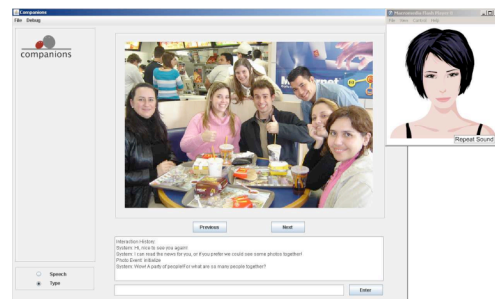 Companions
File Debug
companions
Previous
Next
Interaction History
System: Hi, nice to see you again!
System: I can read the news for you, or if you prefer we could see some photos together!
Photo Event: Initialize
System: Wow! A party of people! For what are so many people together?
Speech
Type
Enter
Macromedia Flash Player 8
File View Control Help
Repeat Sound